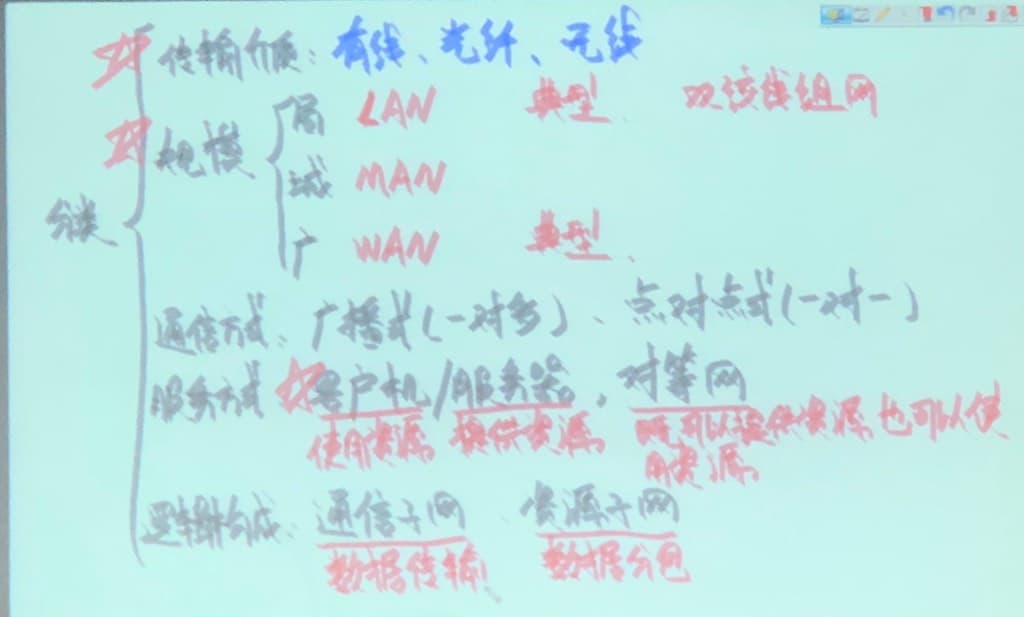 分类
☆ 传输介质：有线、光纤、无线
☆ 规模
局 LAN 典型 双绞线组网
城 MAN
广 WAN 典型.
通信方式：广播式(一对多)、点对点式(一对一)
服务方式 ☆客户机/服务器，对等网
使用资源 提供资源 既可以提供资源,也可以使
用资源
逻辑构成：通信子网 资源子网
数据传输 数据分包